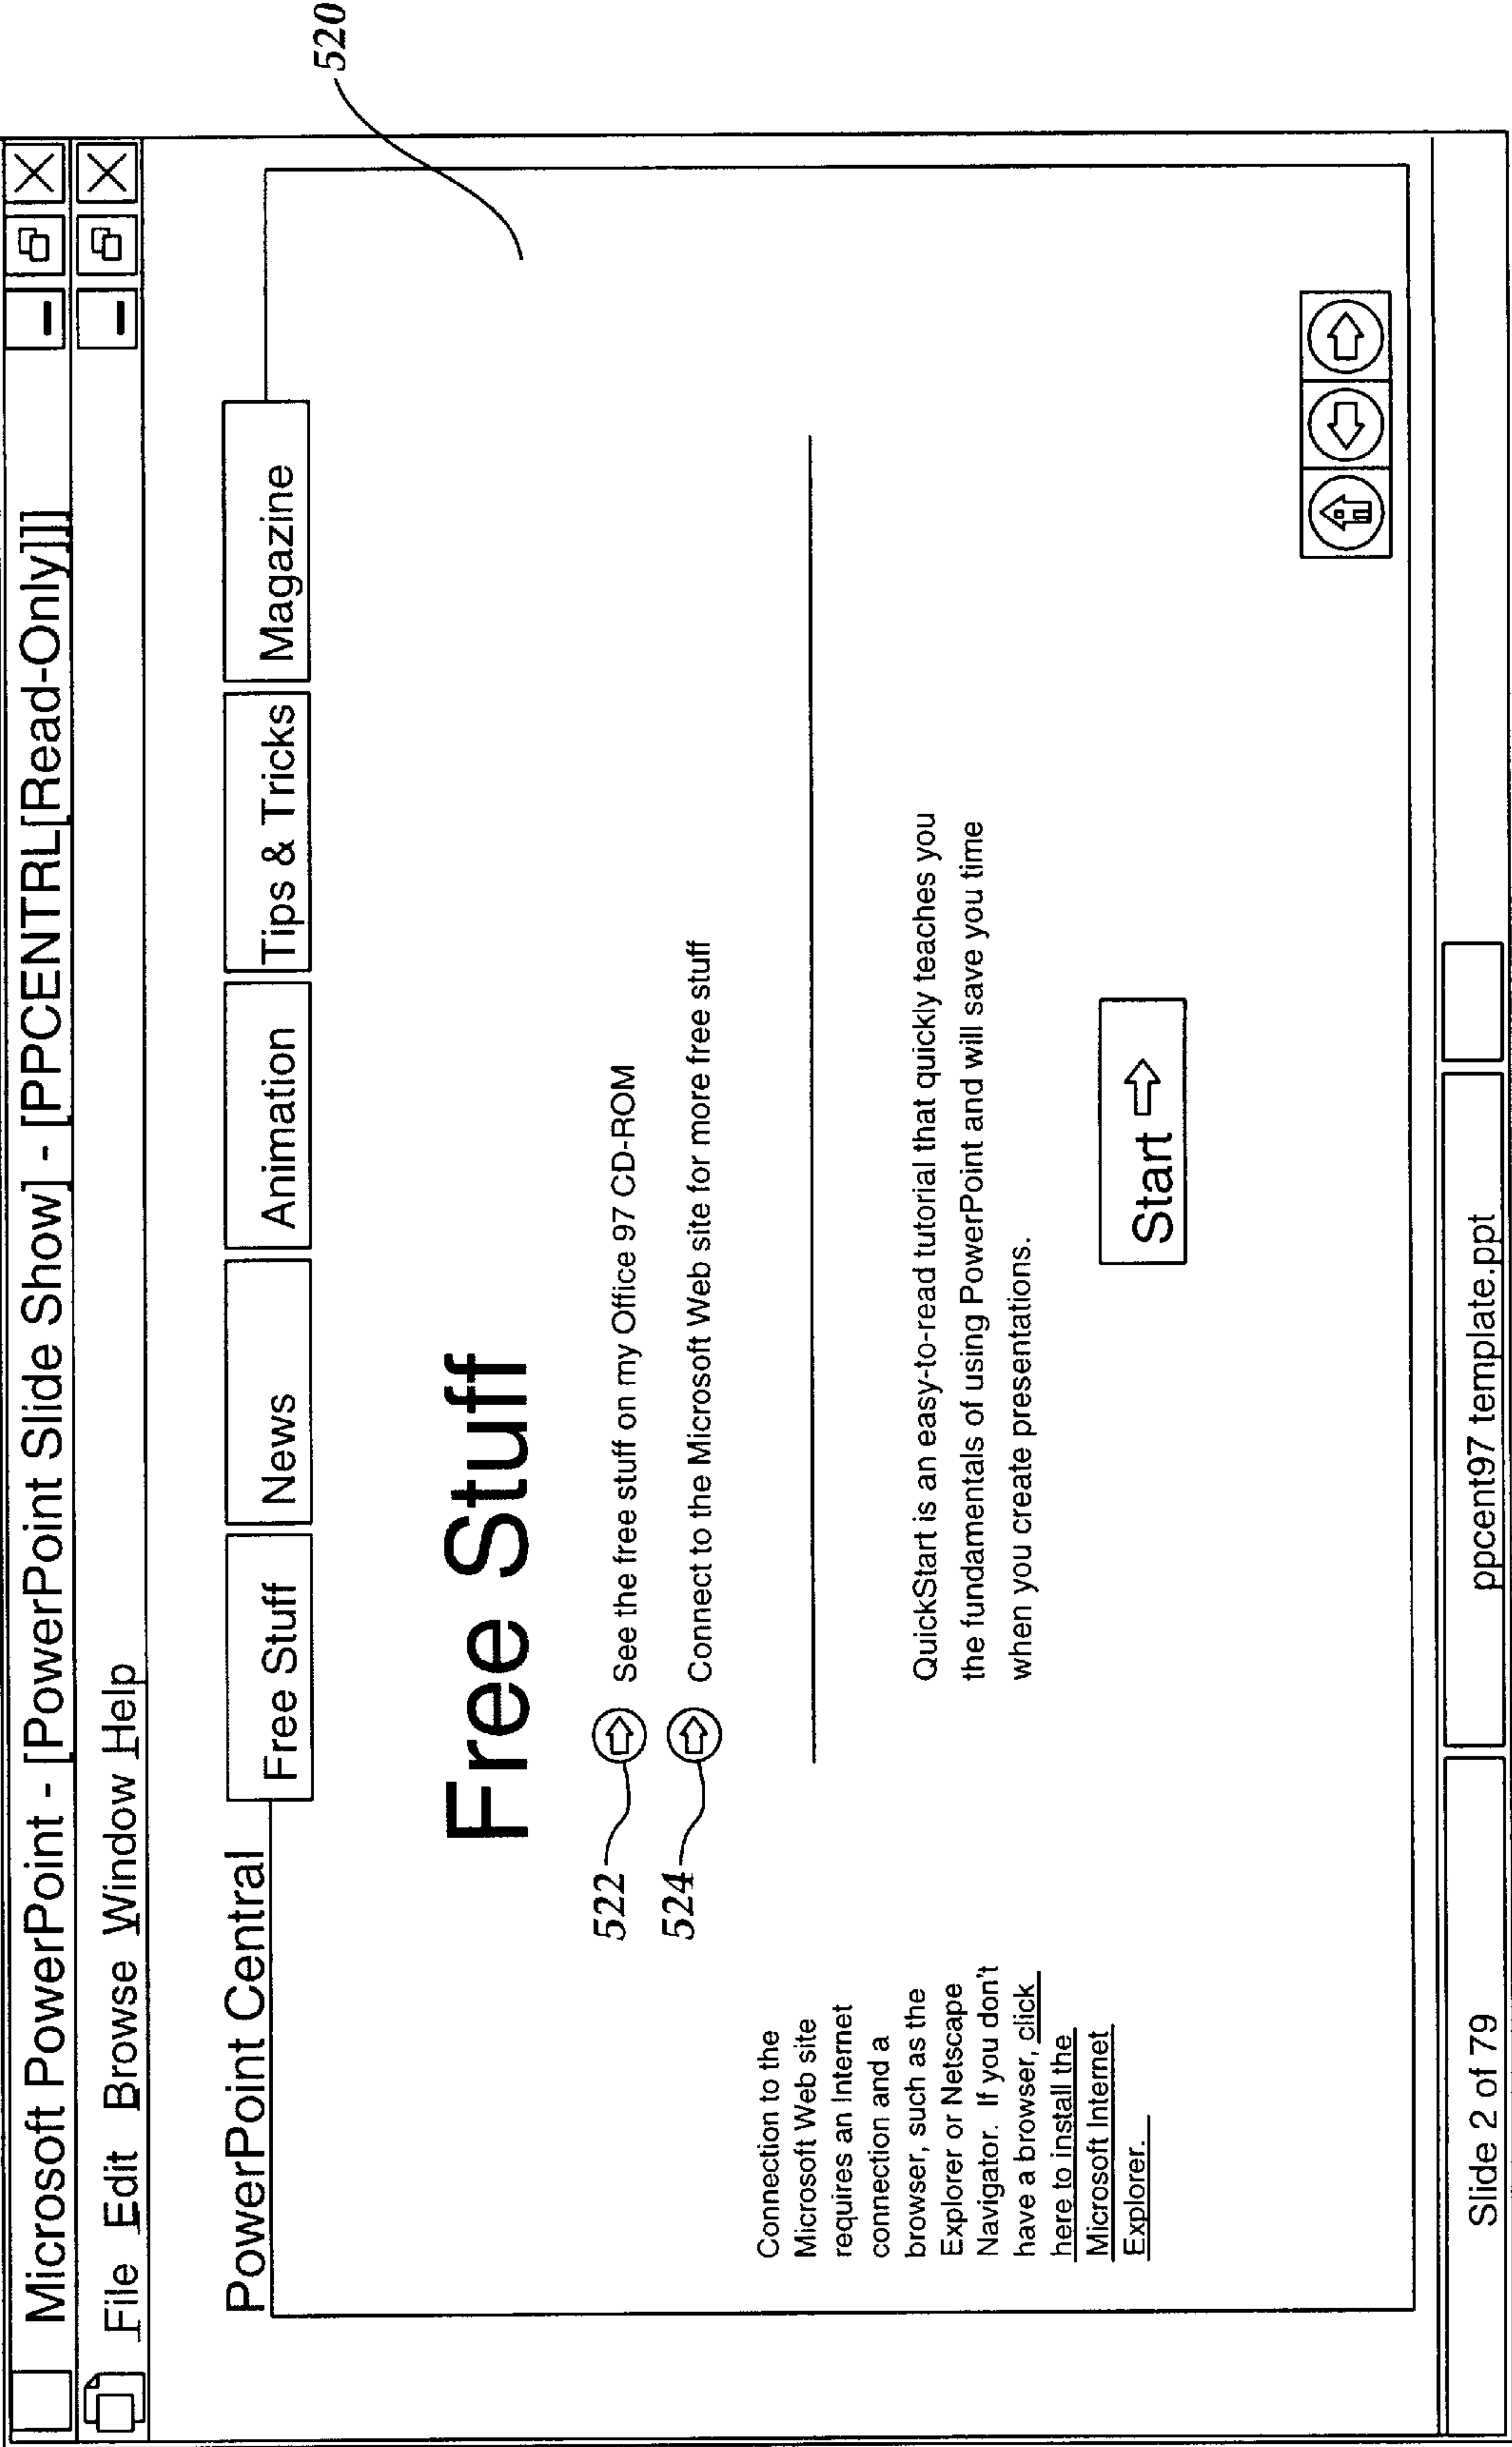 Microsoft PowerPoint - [PowerPoint Slide Show] - [PPCENTRL[Read-Only]]]
File Edit Browse Window Help
PowerPoint Central
Free Stuff
News
Animation
Tips & Tricks
Magazine
520
Free Stuff
522
See the free stuff on my Office 97 CD-ROM
524
Connect to the Microsoft Web site for more free stuff
Connection to the
Microsoft Web site
requires an Internet
connection and a
browser, such as the
Explorer or Netscape
Navigator. If you don't
have a browser, click
here to install the
Microsoft Internet
Explorer.
QuickStart is an easy-to-read tutorial that quickly teaches you
the fundamentals of using PowerPoint and will save you time
when you create presentations.
Start
Slide 2 of 79
ppcent97 template.ppt